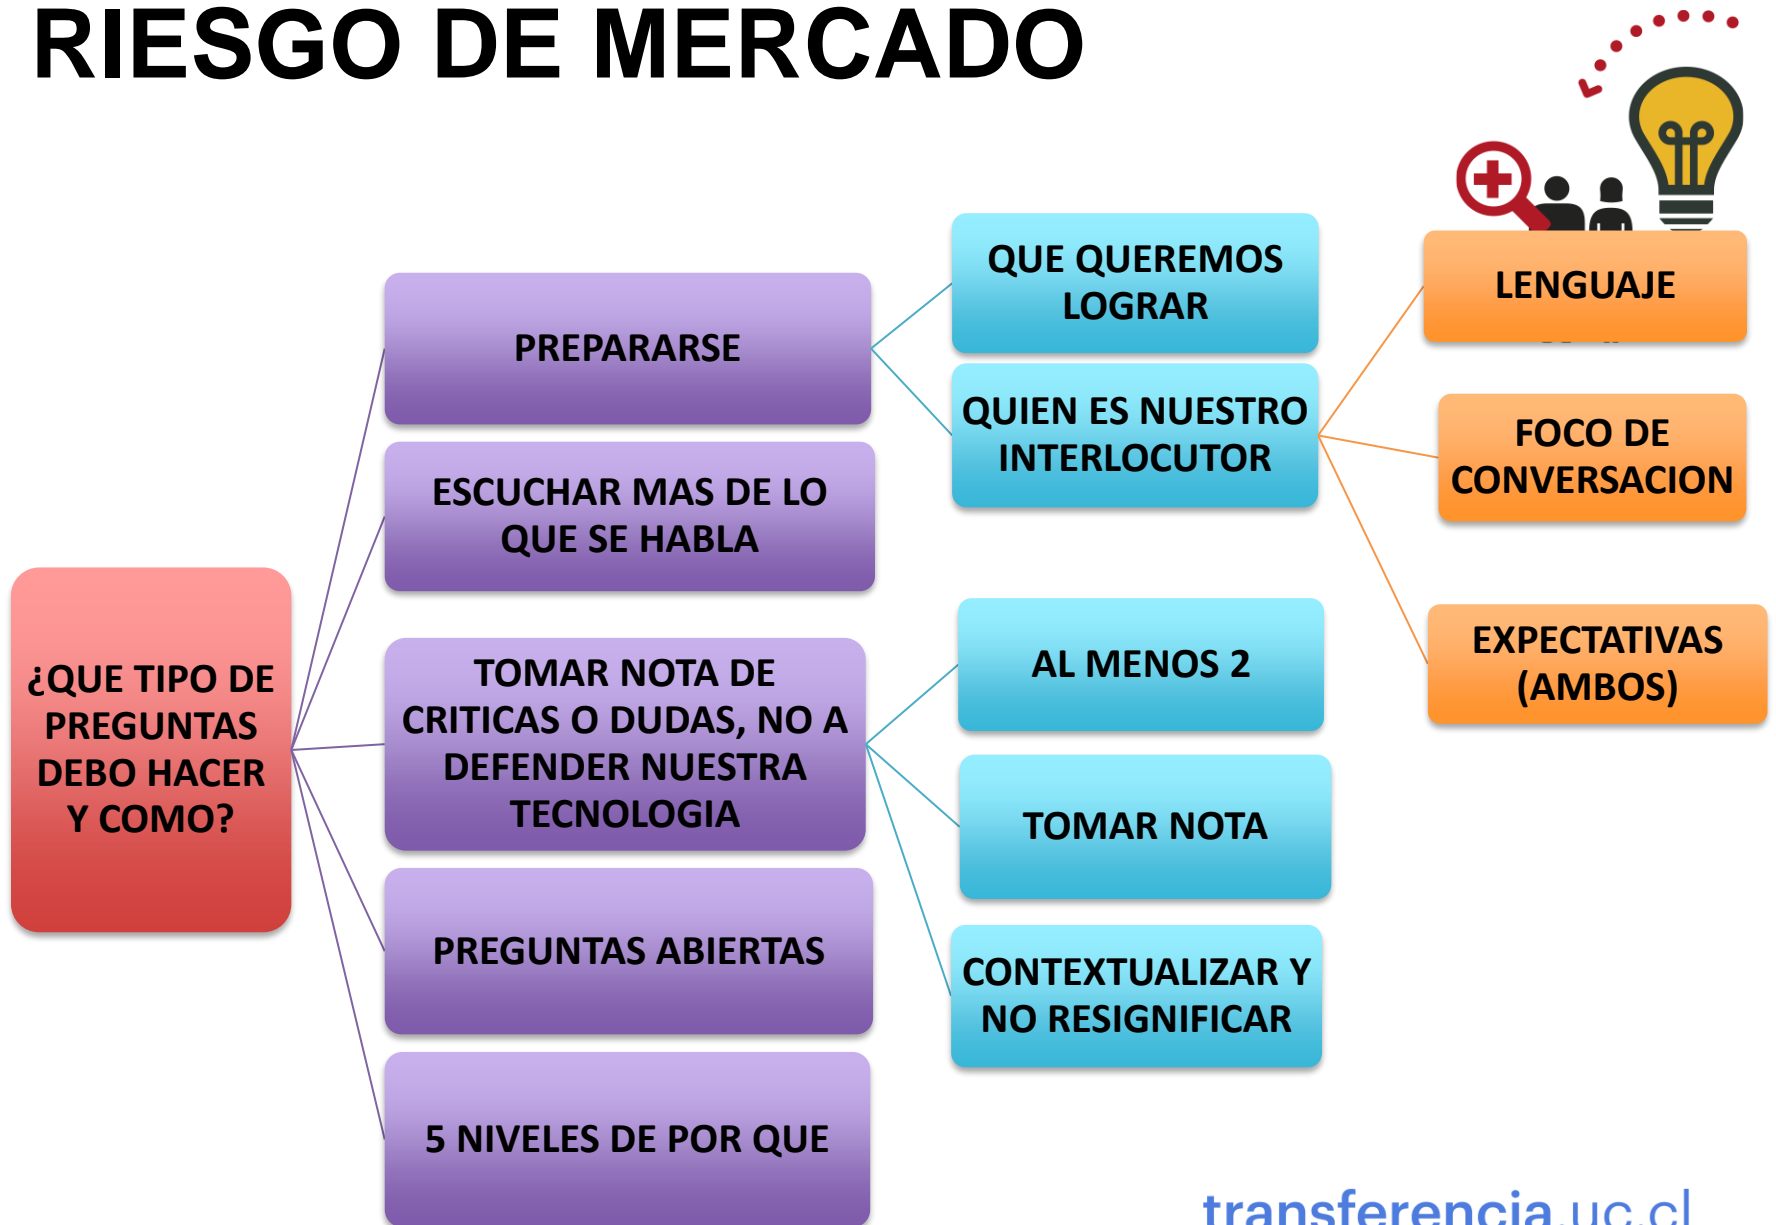 RIESGO DE MERCADO
¿QUE TIPO DE
PREGUNTAS
DEBO HACER
Y COMO?
PREPARARSE
QUE QUEREMOS
LOGRAR
QUIEN ES NUESTRO
INTERLOCUTOR
LENGUAJE
FOCO DE
CONVERSACION
EXPECTATIVAS
(AMBOS)
ESCUCHAR MAS DE LO
QUE SE HABLA
TOMAR NOTA DE
CRITICAS O DUDAS, NO A
DEFENDER NUESTRA
TECNOLOGIA
AL MENOS 2
TOMAR NOTA
CONTEXTUALIZAR Y
NO RESIGNIFICAR
PREGUNTAS ABIERTAS
5 NIVELES DE POR QUE
transferencia.uc.cl